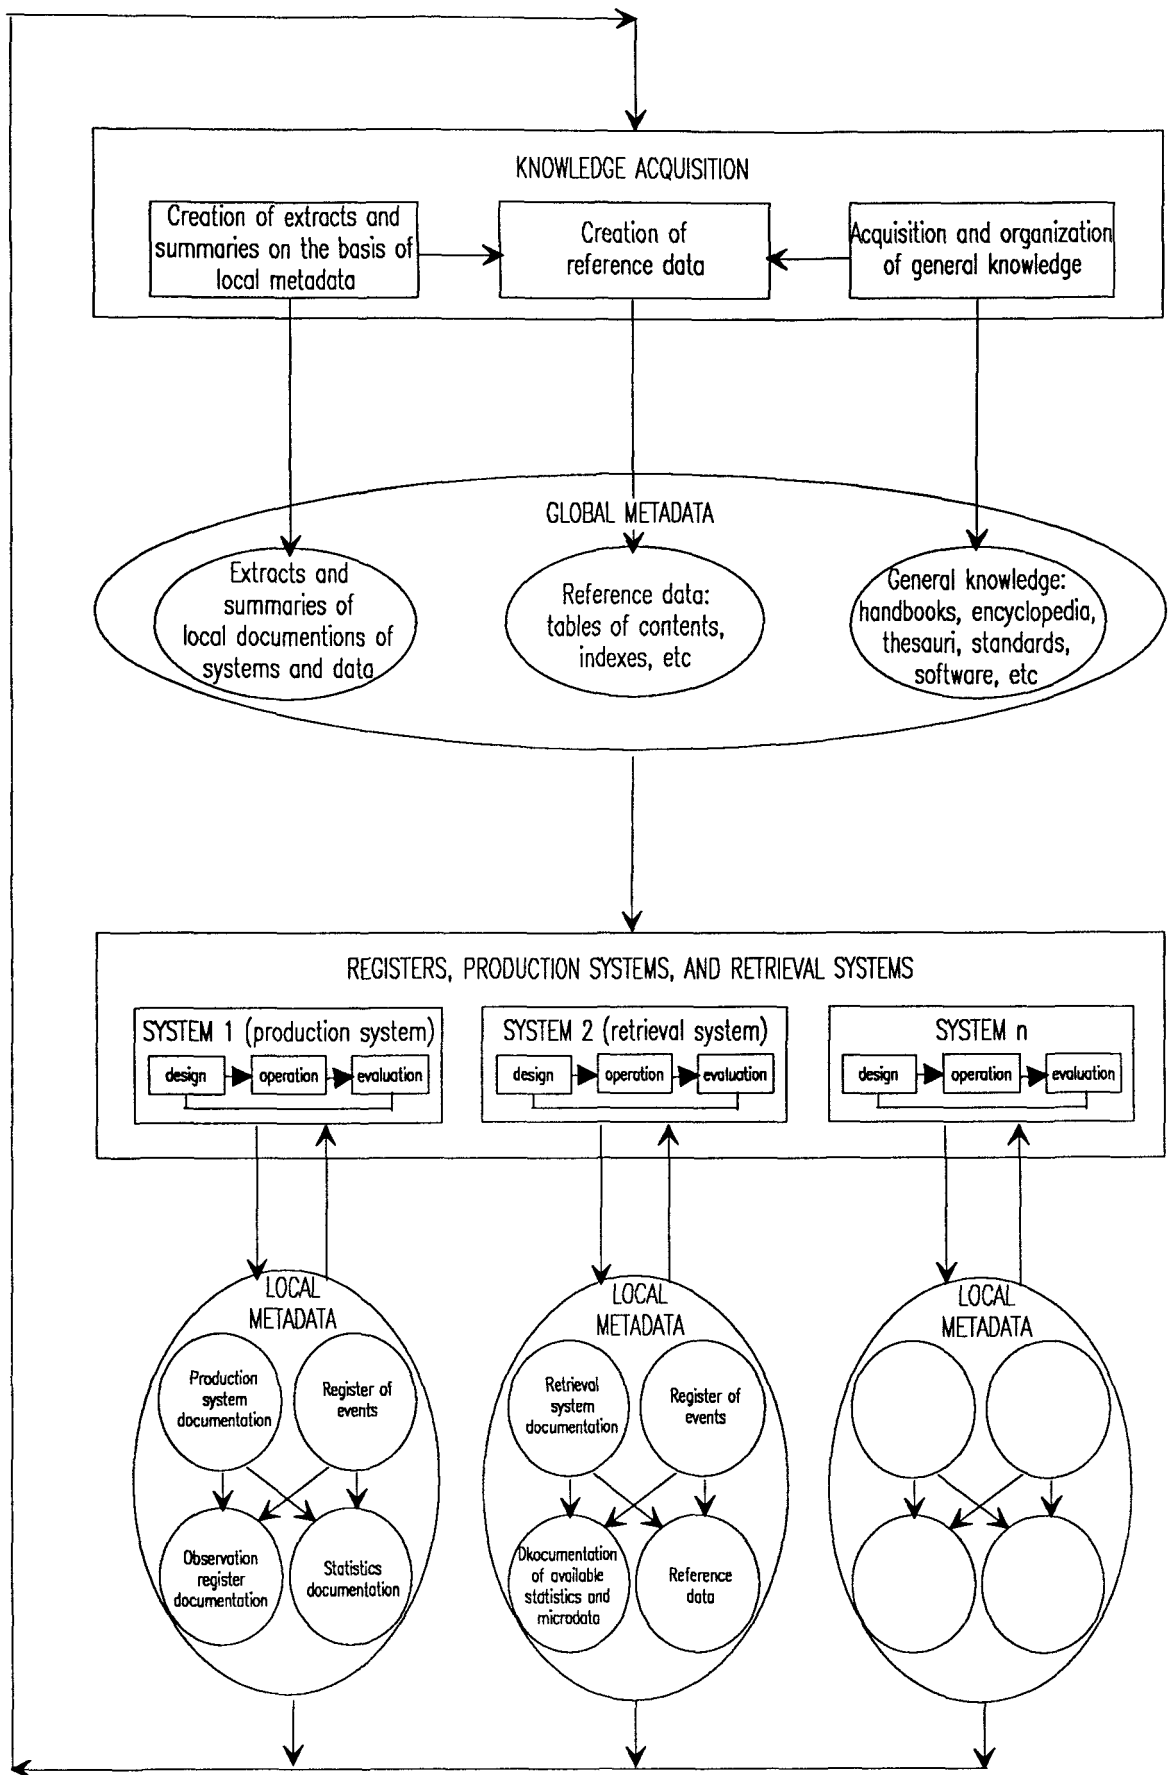 KNOWLEDGE ACQUISITION
Creation of extracts and
summaries on the basis of
local metadata
Creation of
reference data
Acquisition and organization
of general knowledge
GLOBAL METADATA
Extracts and
summaries of
local documentions of
systems and data
Reference data:
tables of contents,
indexes, etc
General knowledge:
handbooks, encyclopedia,
thesauri, standards,
software, etc
REGISTERS, PRODUCTION SYSTEMS, AND RETRIEVAL SYSTEMS
SYSTEM 1 (production system)
design
operation
evaluation
SYSTEM 2 (retrieval system)
design
operation
evaluation
SYSTEM n
design
operation
evaluation
LOCAL
METADATA
Production
system
documentation
Register of
events
Observation
register
documentation
Statistics
documentation
LOCAL
METADATA
Retrieval
system
documentation
Register of
events
Dkocumentation
of available
statistics and
microdata
Reference
data
LOCAL
METADATA